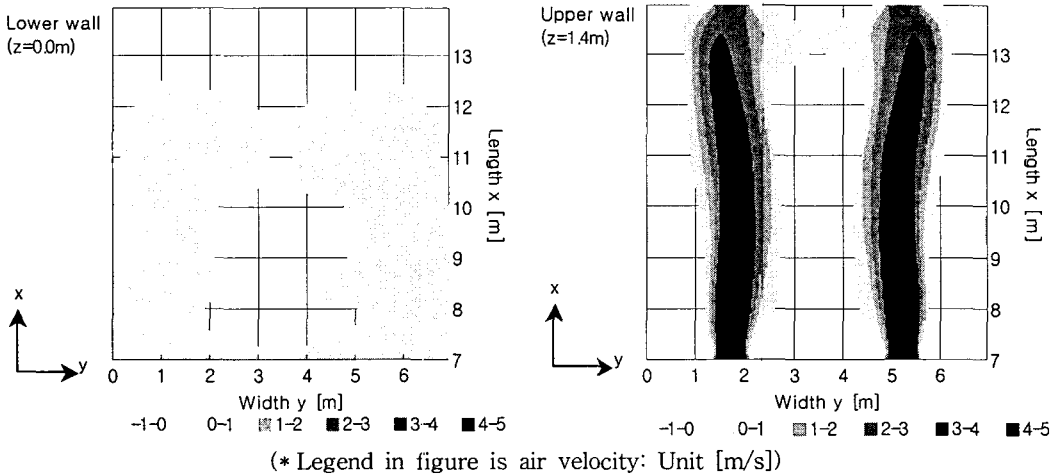 Lower wall
(z=0.0m)
13
12
11
10
9
8
7
Length x [m]
x
y
0 1 2 3 4 5 6
Width y [m]
-1-0 0-1 1-2 2-3 3-4 4-5
Upper wall
(z=1.4m)
13
12
11
10
9
8
7
Length x [m]
x
y
0 1 2 3 4 5 6
Width y [m]
-1-0 0-1 1-2 2-3 3-4 4-5
(* Legend in figure is air velocity: Unit [m/s])